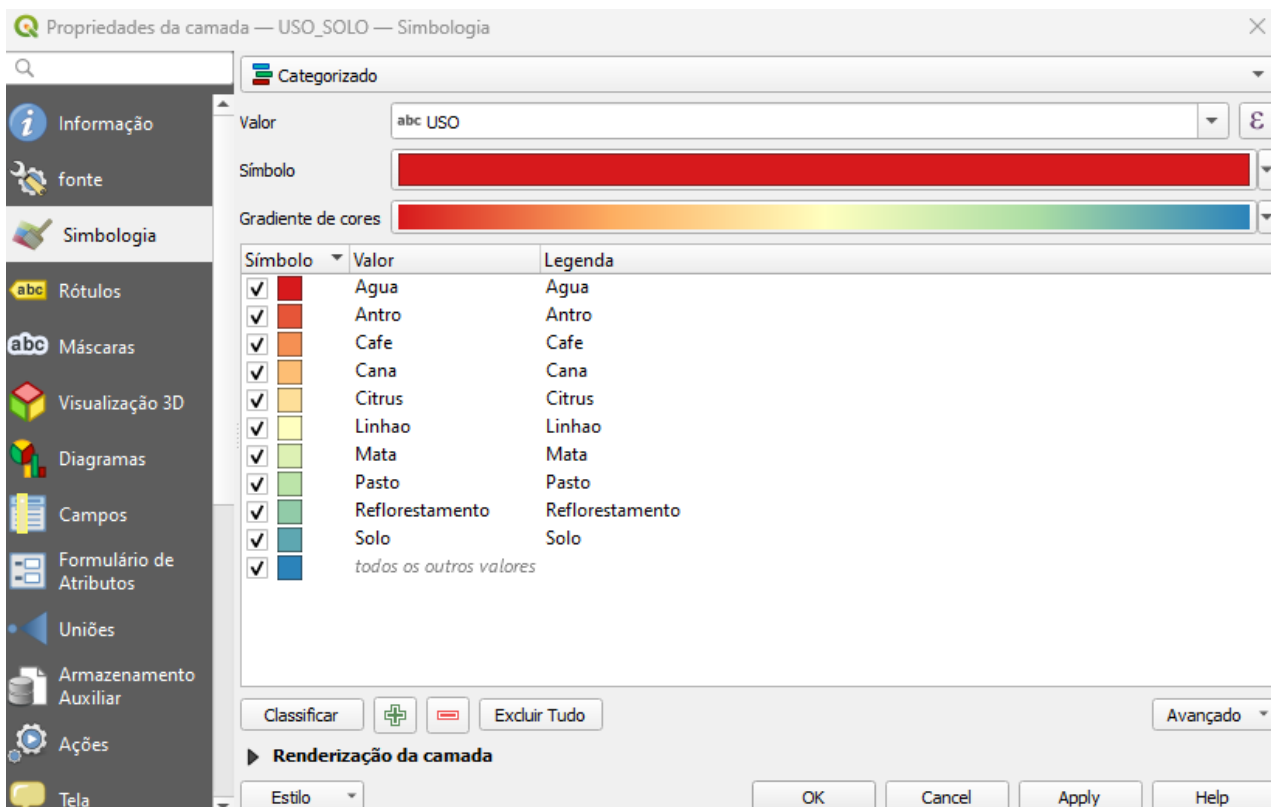 Propriedades da camada — USO_SOLO — Simbologia
Categorizado
Informação
fonte
Simbologia
abc Rótulos
abc Máscaras
Visualização 3D
Diagramas
Campos
Formulário de
Atributos
Uniões
Armazenamento
Auxiliar
Ações
Tela
Valor abc USO ε
Símbolo
Gradiente de cores
Símbolo Valor Legenda
Agua Agua
Antro Antro
Cafe Cafe
Cana Cana
Citrus Citrus
Linhao Linhao
Mata Mata
Pasto Pasto
Reflorestamento Reflorestamento
Solo Solo
todos os outros valores
Classificar Excluir Tudo Avançado
Renderização da camada
Estilo OK Cancel Apply Help